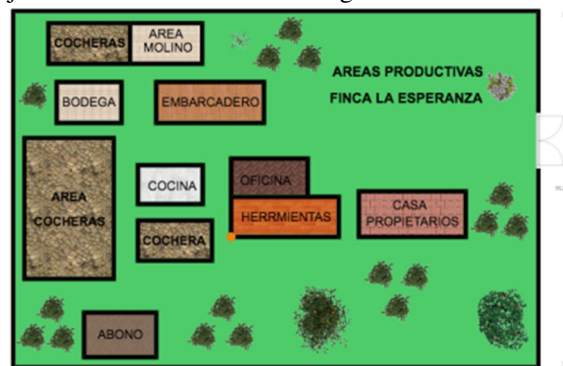 COCHERAS
AREA
MOLINO
AREAS PRODUCTIVAS
FINCA LA ESPERANZA
BODEGA
EMBARCADERO
AREA
COCHERAS
COCINA
OFICINA
HERRMIENTAS
CASA
PROPIETARIOS
COCHERA
ABONO